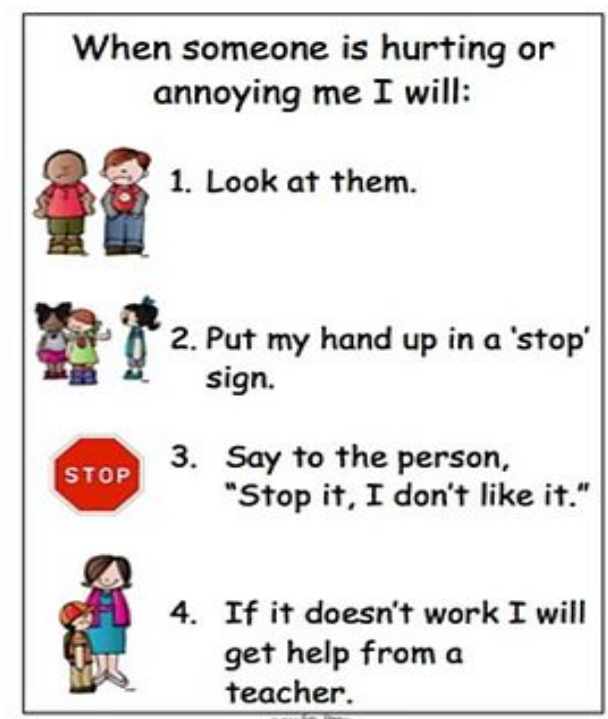 When someone is hurting or
annoying me I will:
1. Look at them.
2. Put my hand up in a 'stop'
sign.
STOP
3. Say to the person,
"Stop it, I don't like it."
4. If it doesn't work I will
get help from a
teacher.